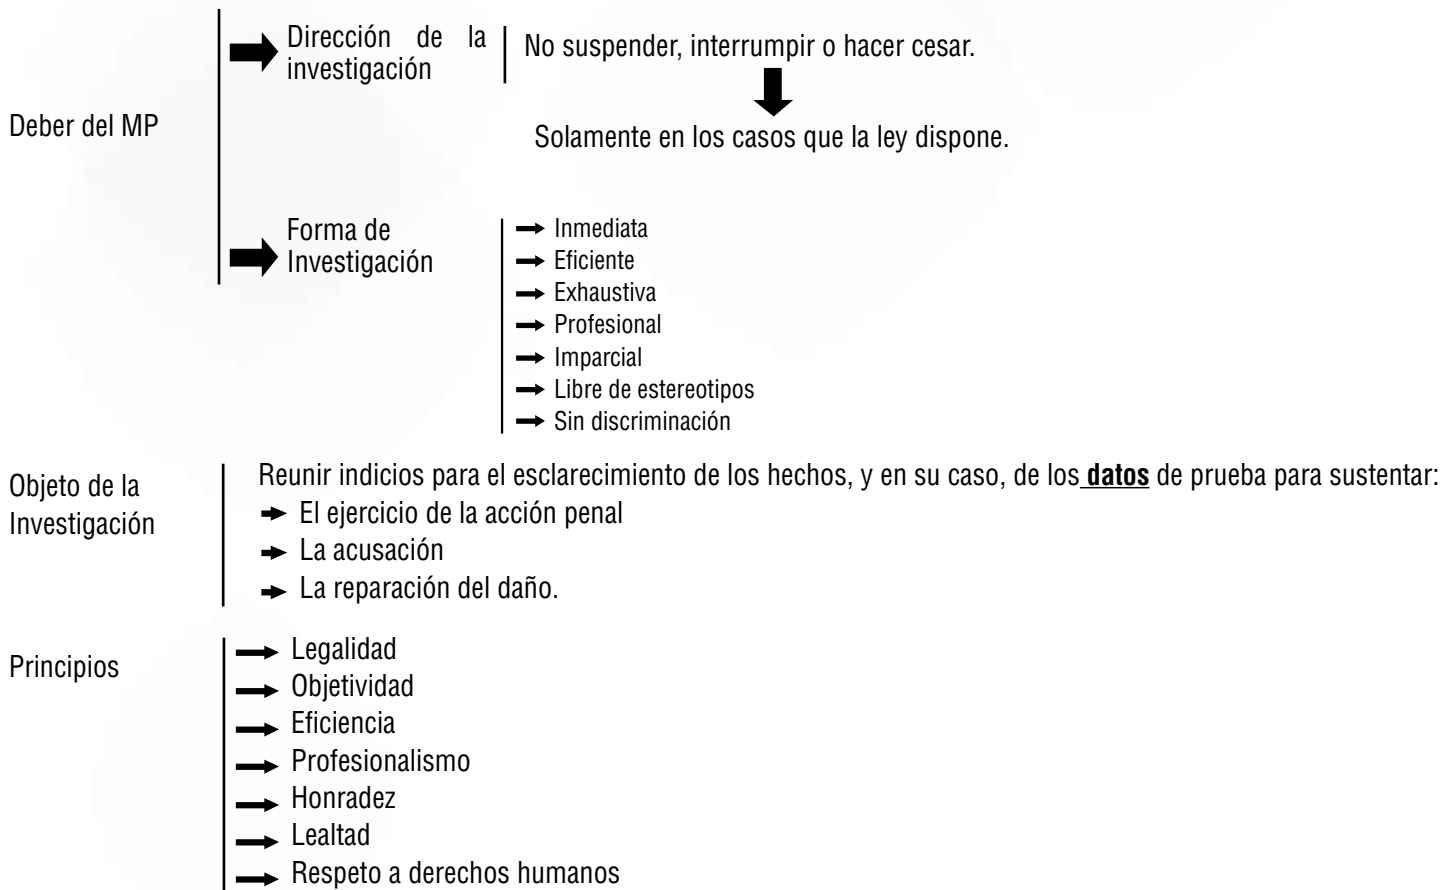 Deber del MP
Dirección de la
investigación
No suspender, interrumpir o hacer cesar.
Solamente en los casos que la ley dispone.
Forma de
Investigación
Inmediata
Eficiente
Exhaustiva
Profesional
Imparcial
Libre de estereotipos
Sin discriminación
Objeto de la
Investigación
Reunir indicios para el esclarecimiento de los hechos, y en su caso, de los datos de prueba para sustentar:
El ejercicio de la acción penal
La acusación
La reparación del daño.
Principios
Legalidad
Objetividad
Eficiencia
Profesionalismo
Honradez
Lealtad
Respeto a derechos humanos